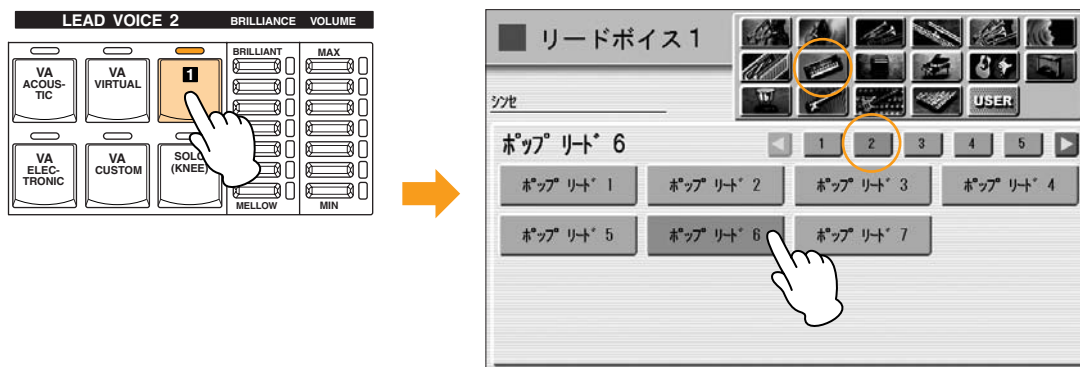 LEAD VOICE 2 BRILLIANCE VOLUME
BRILLIANT MAX
VA ACOUS-
TIC
VA
VIRTUAL
1
VA
ELEC-
TRONIC
VA
CUSTOM
SOLO
(KNEE)
MELLOW MIN
リードボイス1
シンセ
USER
ポップ リード 6
1 2 3 4 5
ポップ リード 1 ポップ リード 2 ポップ リード 3 ポップ リード 4
ポップ リード 5 ポップ リード 6 ポップ リード 7